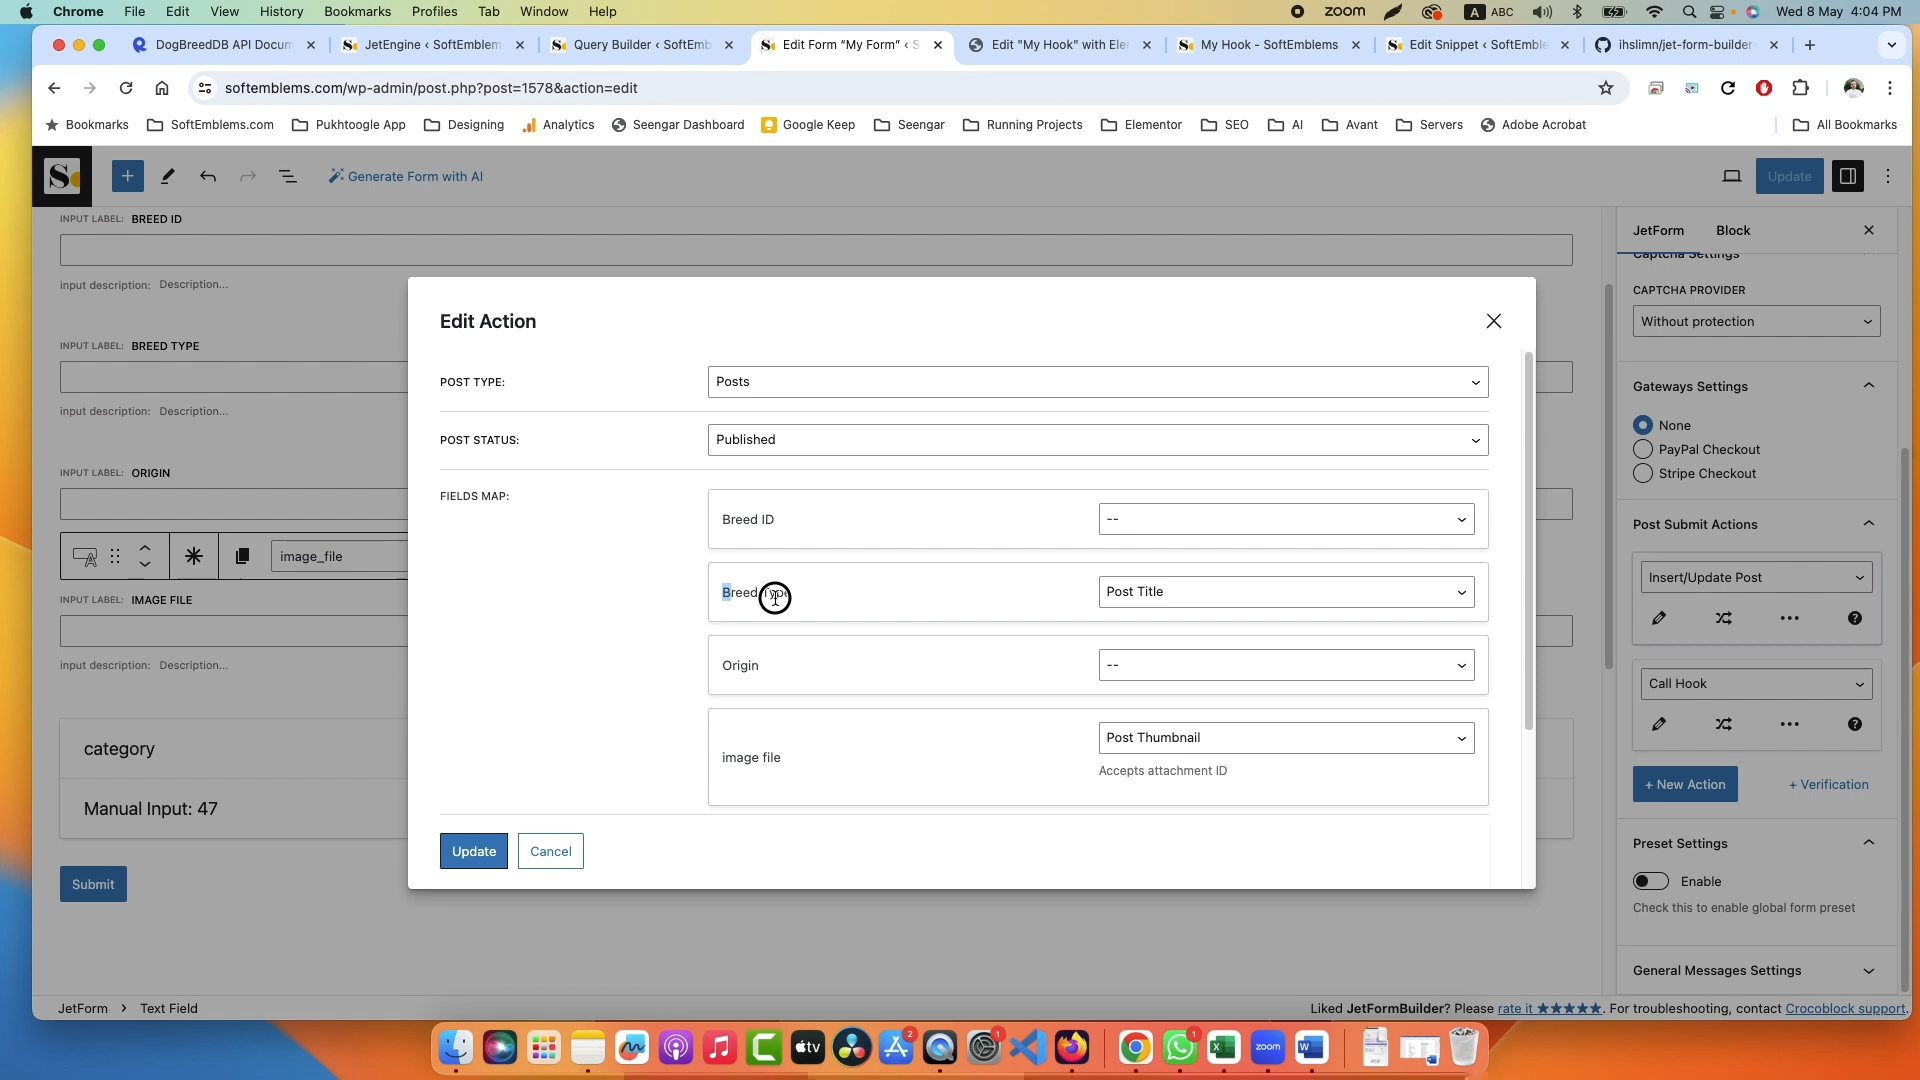 Chrome File Edit View History Bookmarks Profiles Tab Window Help zoom A ABC Wed 8 May 4:04 PM
DogBreedDB API Docum JetEngine ‹ SoftEmblem Query Builder ‹ SoftEmb Edit Form “My Form” ‹ S Edit "My Hook" with Eler My Hook - SoftEmblems Edit Snippet ‹ SoftEmble ihslimn/jet-form-builder-
softemblems.com/wp-admin/post.php?post=1578&action=edit
Bookmarks SoftEmblems.com Pukhtoogle App Designing Analytics Seengar Dashboard Google Keep Seengar Running Projects Elementor SEO AI Avant Servers Adobe Acrobat All Bookmarks
S Generate Form with AI Update
INPUT LABEL: BREED ID
input description: Description...
INPUT LABEL: BREED TYPE
input description: Description...
INPUT LABEL: ORIGIN
image_file
INPUT LABEL: IMAGE FILE
input description: Description...
category
Manual Input: 47
Submit
Edit Action
POST TYPE: Posts
POST STATUS: Published
FIELDS MAP:
Breed ID --
Breed Type Post Title
Origin --
image file Post Thumbnail
Accepts attachment ID
Update Cancel
JetForm Block
Captcha Settings
CAPTCHA PROVIDER
Without protection
Gateways Settings
None
PayPal Checkout
Stripe Checkout
Post Submit Actions
Insert/Update Post
Call Hook
+ New Action + Verification
Preset Settings
Enable
Check this to enable global form preset
General Messages Settings
JetForm > Text Field Liked JetFormBuilder? Please rate it ★★★★★. For troubleshooting, contact Crocoblock support.
tv 2 1 1 zoom